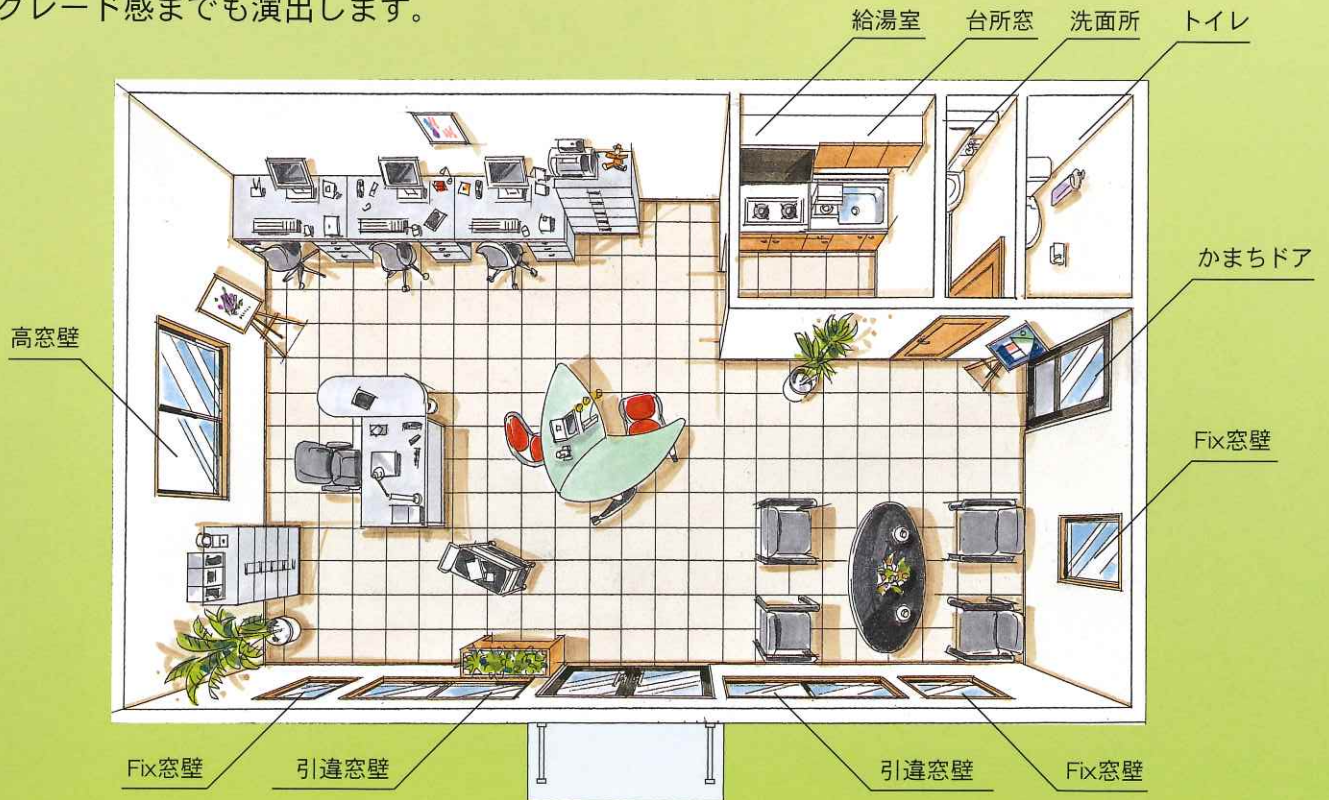 グレード感までも演出します。
給湯室
台所窓
洗面所
トイレ
かまちドア
高窓壁
Fix窓壁
Fix窓壁
引違窓壁
引違窓壁
Fix窓壁